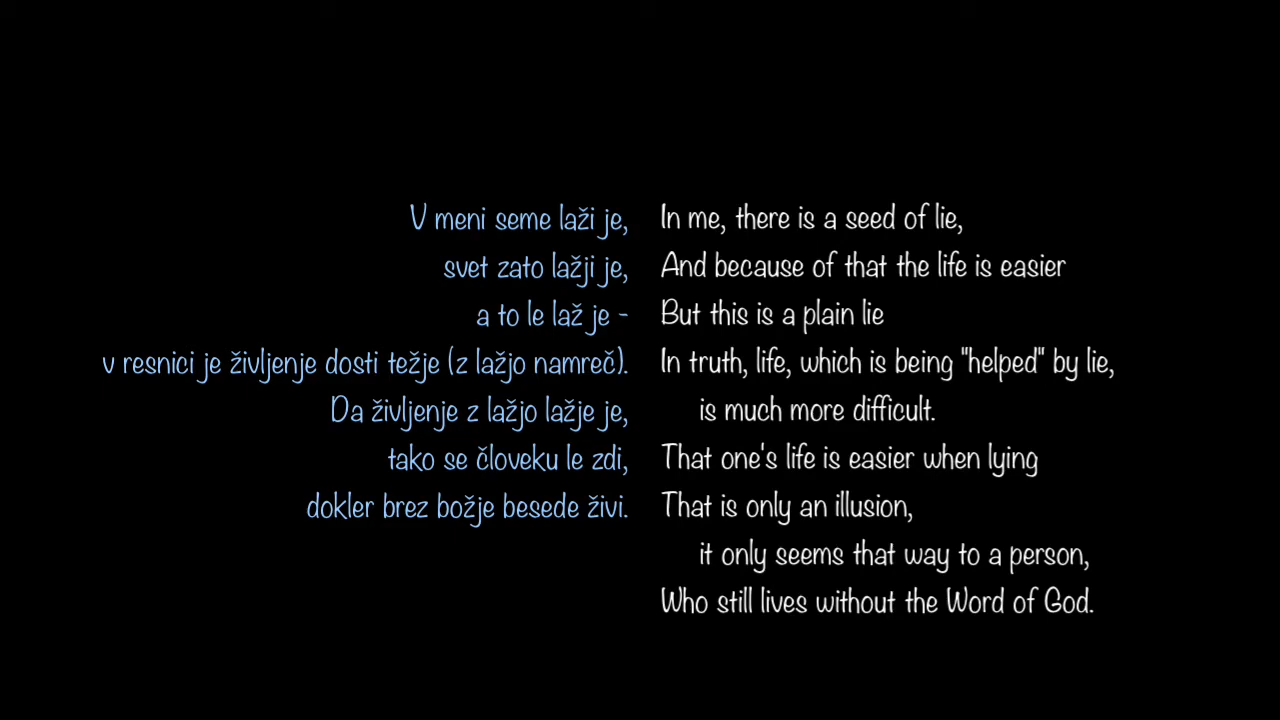 V meni seme laži je,
svet zato lažji je,
a to le laž je -
v resnici je življenje dosti težje (z lažjo namreč).
Da življenje z lažjo lažje je,
tako se človeku le zdi,
dokler brez božje besede živi.
In me, there is a seed of lie,
And because of that the life is easier
But this is a plain lie
In truth, life, which is being "helped" by lie,
is much more difficult.
That one's life is easier when lying
That is only an illusion,
it only seems that way to a person,
Who still lives without the Word of God.